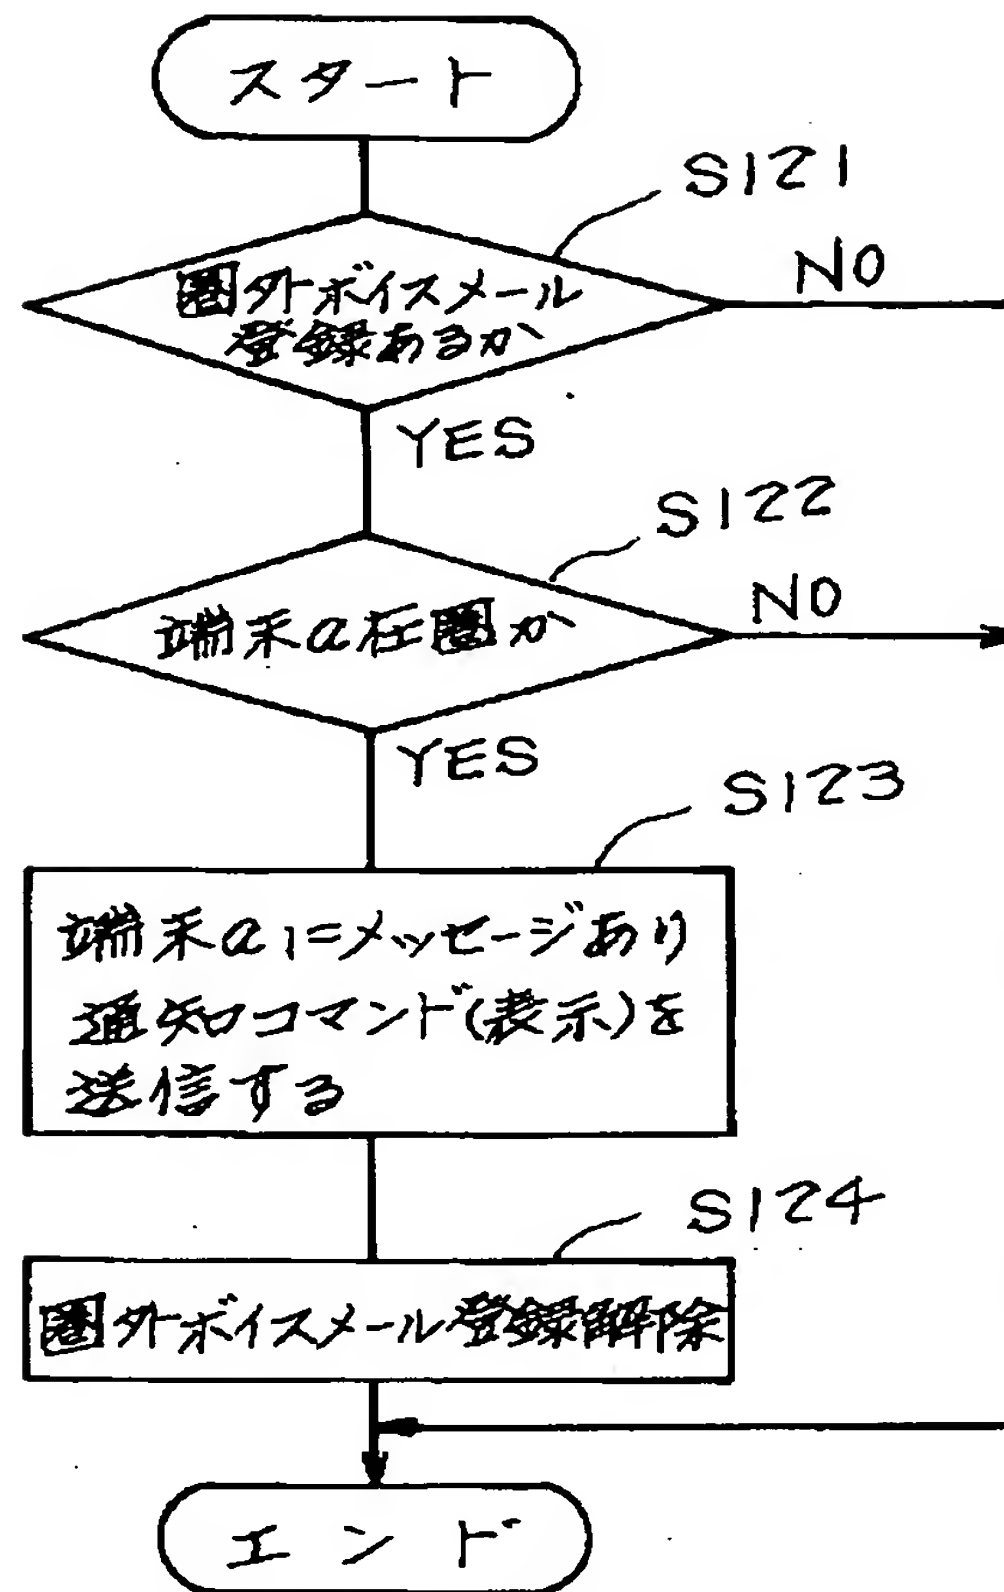 スタート
S121
圏外ボイスメール
登録あるか
NO
YES
S122
端末a在圏か
NO
YES
S123
端末aにメッセージあり
通知コマンド(表示)を
送信する
S124
圏外ボイスメール登録解除
エンド